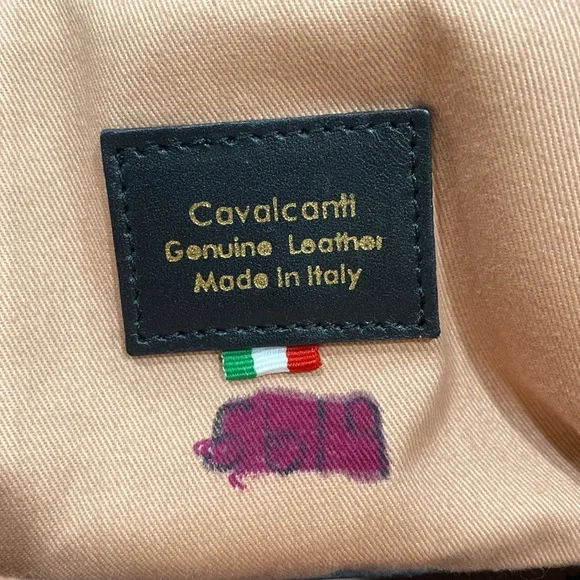 Cavalcanti
Genuine Leather
Made In Italy